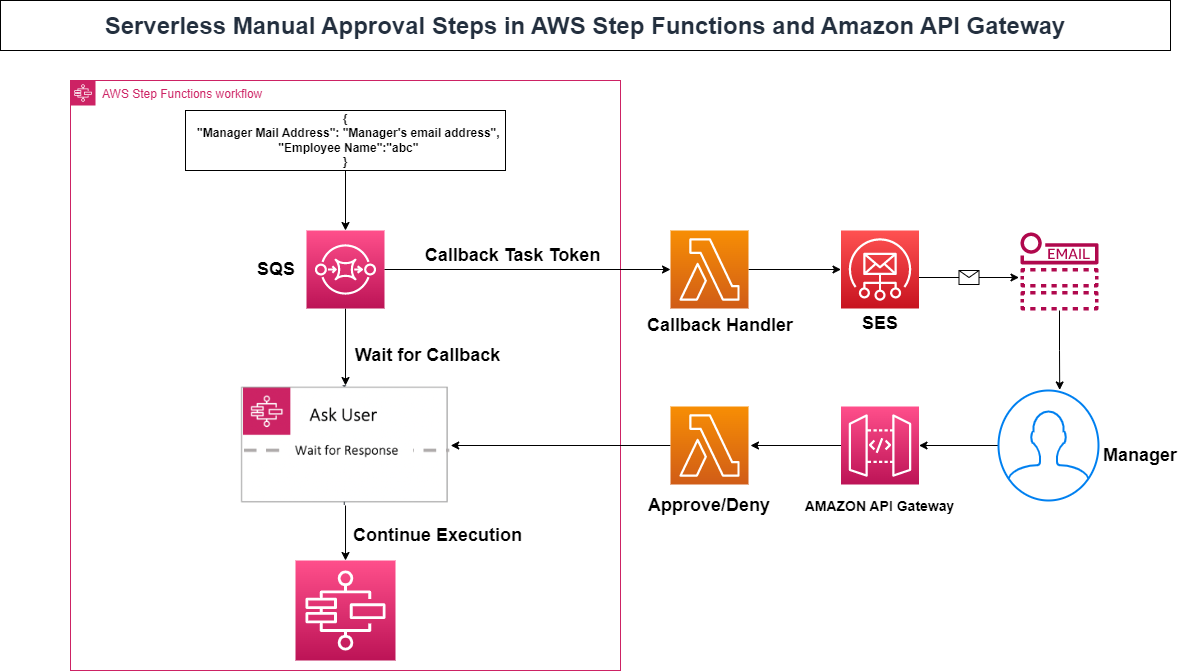 Serverless Manual Approval Steps in AWS Step Functions and Amazon API Gateway
AWS Step Functions workflow
{
"Manager Mail Address": "Manager's email address",
"Employee Name":"abc"
}
SQS
Callback Task Token
Callback Handler
SES
EMAIL
Wait for Callback
Ask User
Wait for Response
Approve/Deny
AMAZON API Gateway
Manager
Continue Execution